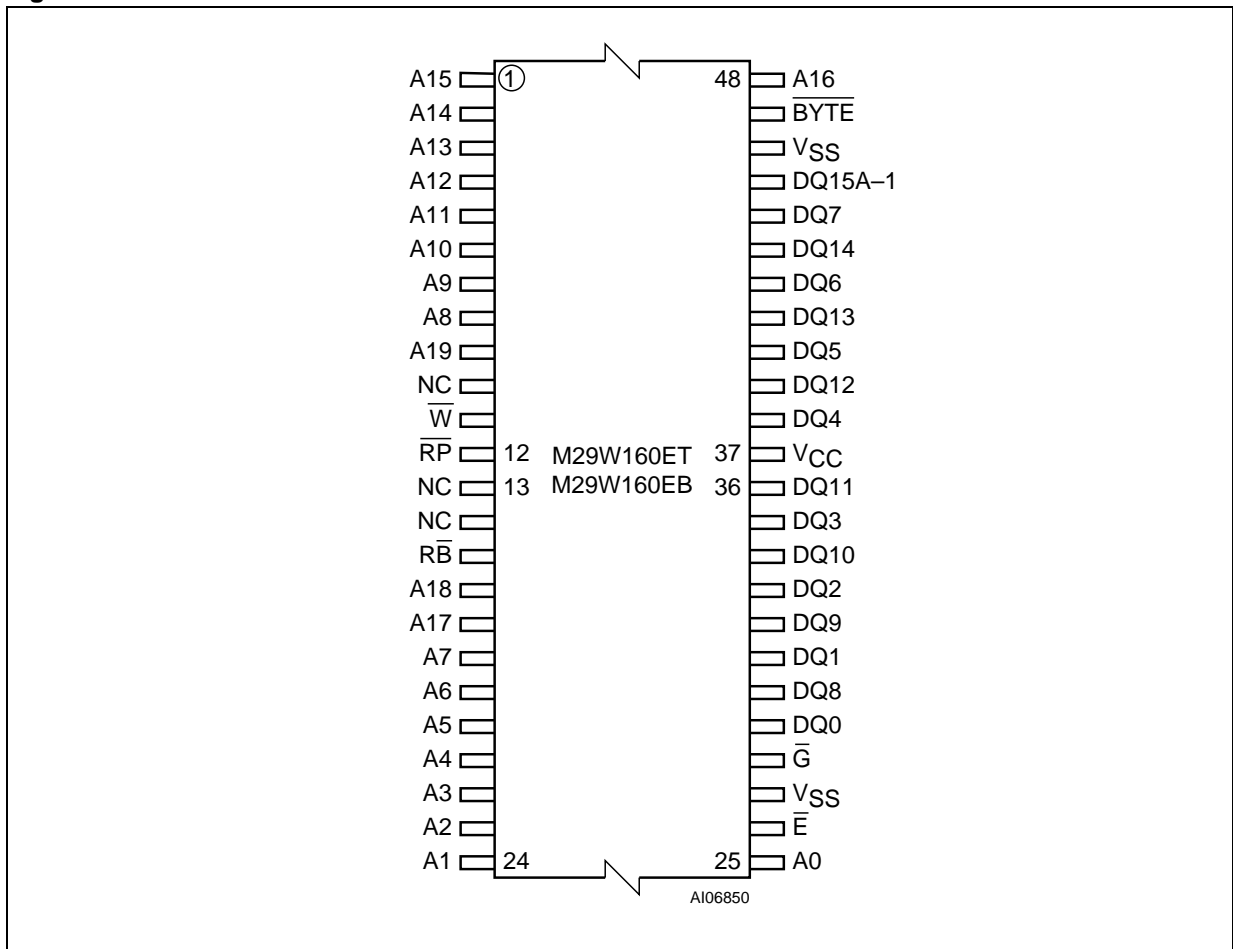 A15 1 48 A16
A14 B̅Y̅T̅E̅
A13 VSS
A12 DQ15A–1
A11 DQ7
A10 DQ14
A9 DQ6
A8 DQ13
A19 DQ5
NC DQ12
W̅ DQ4
R̅P̅ 12 M29W160ET 37 VCC
NC 13 M29W160EB 36 DQ11
NC DQ3
RB̅ DQ10
A18 DQ2
A17 DQ9
A7 DQ1
A6 DQ8
A5 DQ0
A4 G̅
A3 VSS
A2 E̅
A1 24 25 A0
AI06850